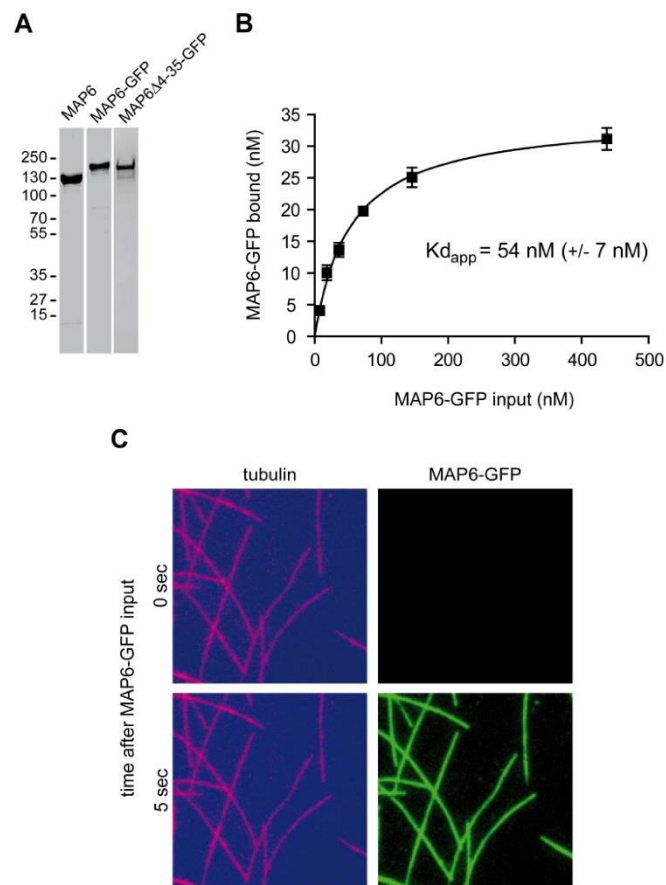 A
MAP6
MAP6-GFP
MAP6Δ4-35-GFP
250 -
130 -
100 -
70 -
55 -
35 -
27 -
15 -
B
35
30
25
20
15
10
5
0
MAP6-GFP bound (nM)
Kdapp = 54 nM (+/- 7 nM)
0 100 200 300 400 500
MAP6-GFP input (nM)
C
tubulin MAP6-GFP
time after MAP6-GFP input
0 sec
5 sec